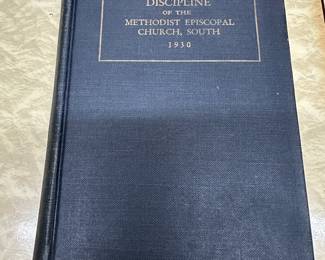 DISCIPLINE
OF THE
METHODIST EPISCOPAL
CHURCH, SOUTH
1930